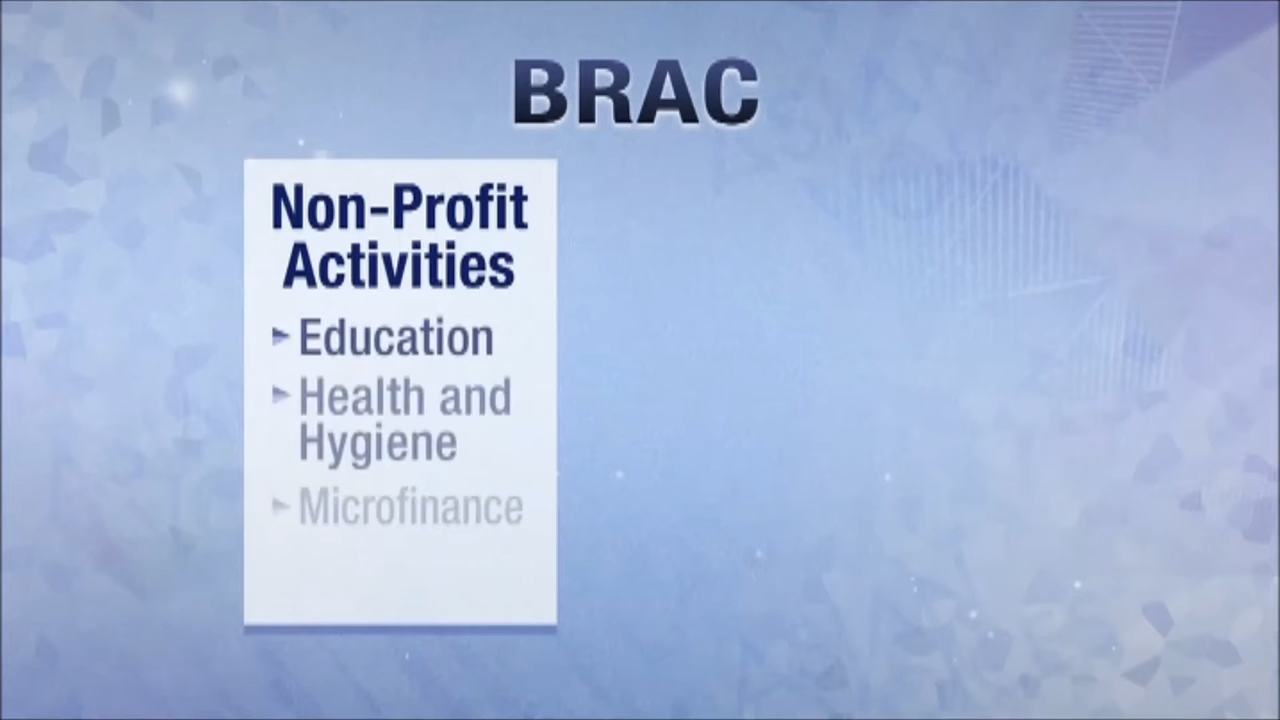 BRAC
Non-Profit
Activities
Education
Health and
Hygiene
Microfinance